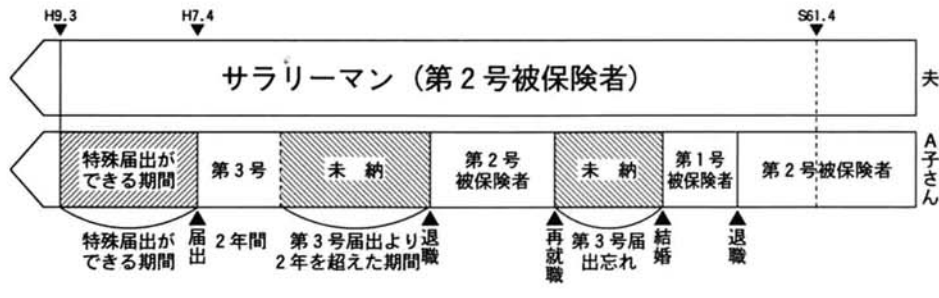 H9.3
H7.4
S61.4
サラリーマン（第2号被保険者）
夫
特殊届出が
できる期間
第3号
未納
第2号
被保険者
未納
第1号
被保険者
第2号被保険者
A子さん
特殊届出が
できる期間
届出
2年間
第3号届出より
2年を超えた期間
退職
再就職
第3号届
出忘れ
結婚
退職